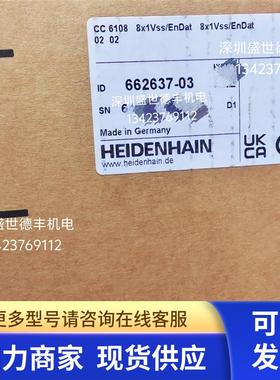 CC 6108 8x1Vss/EnDat 8x1Vss/EnDat
02 02
深圳盛世德丰机电
ID 662637-03
13423769112
SN 6 D1
Made in Germany
HEIDENHAIN
www.heidenhain.de
UK
CA
深圳盛世德丰机电
13423769112
盛世德丰机电
3423769112
更多型号请咨询在线客服
力商家 现货供应